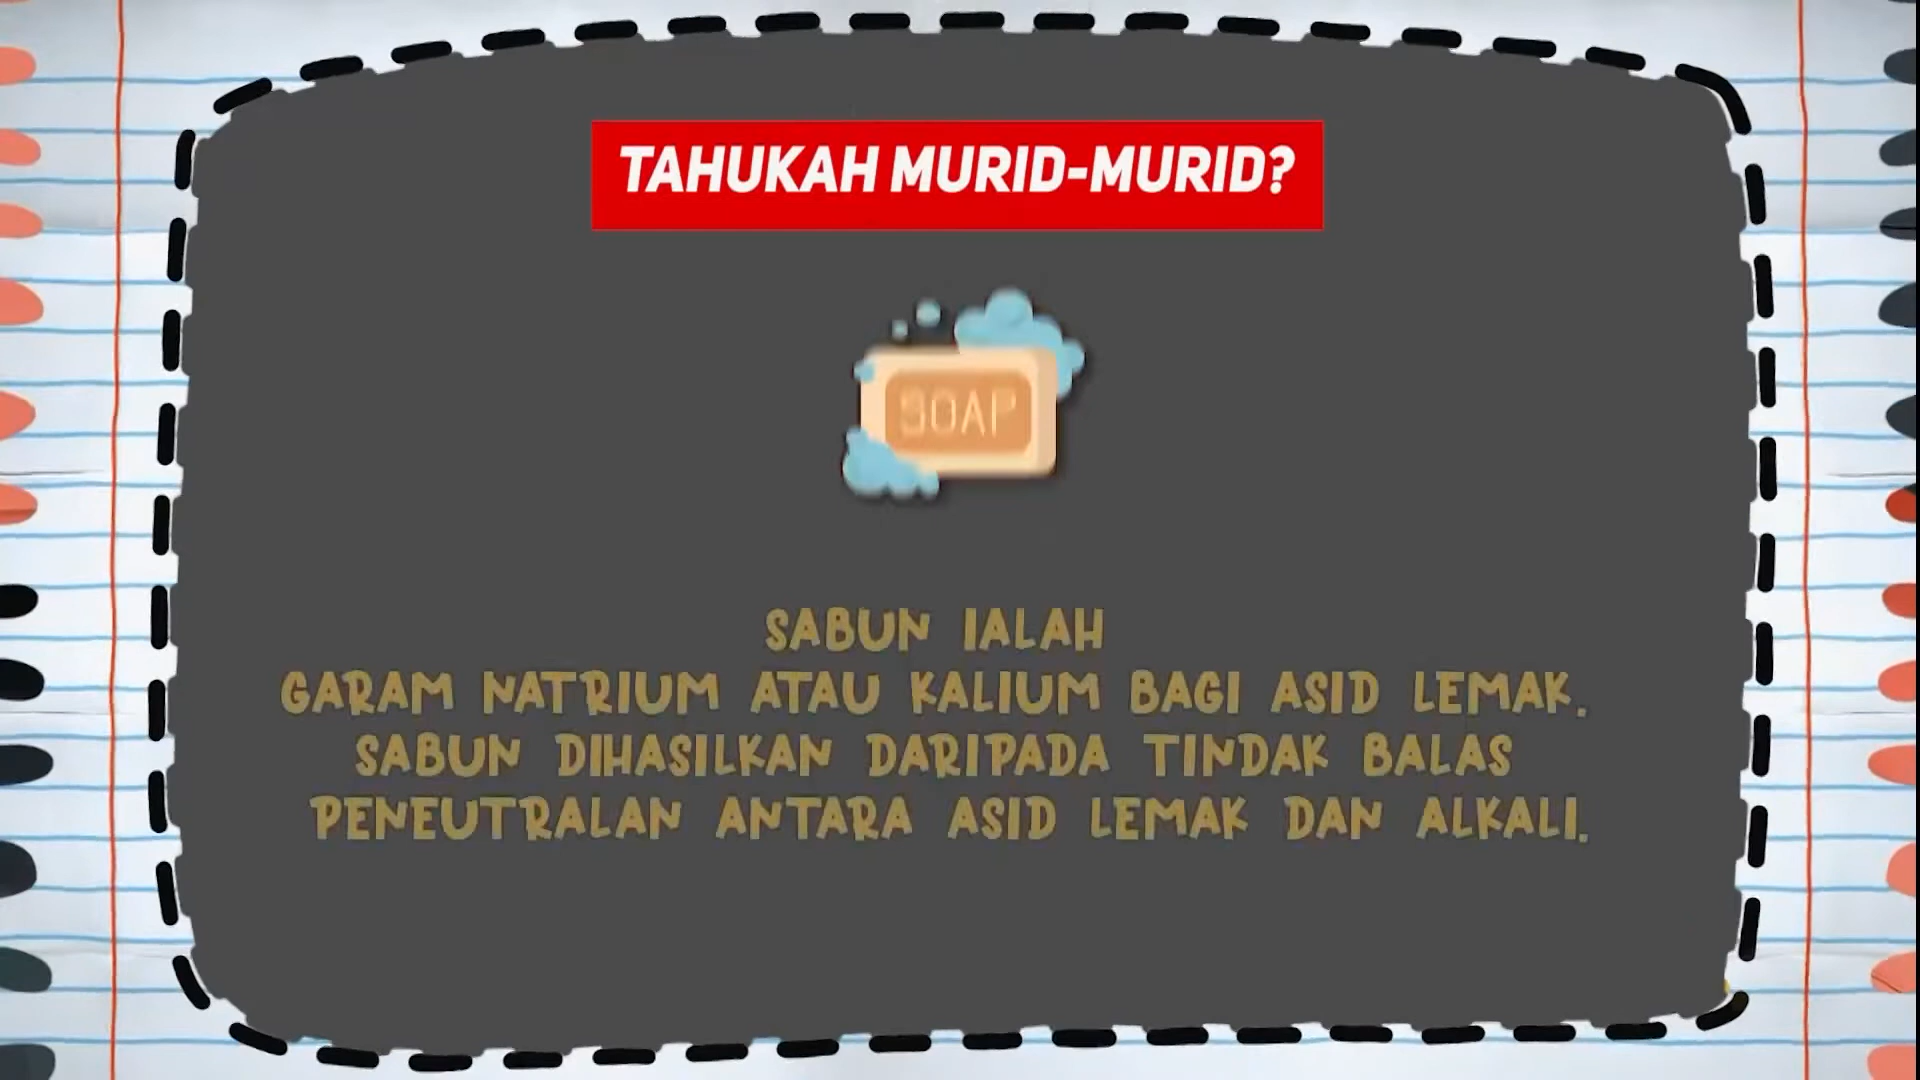 TAHUKAH MURID-MURID?
SOAP
SABUN IALAH
GARAM NATRIUM ATAU KALIUM BAGI ASID LEMAK.
SABUN DIHASILKAN DARIPADA TINDAK BALAS
PENEUTRALAN ANTARA ASID LEMAK DAN ALKALI.